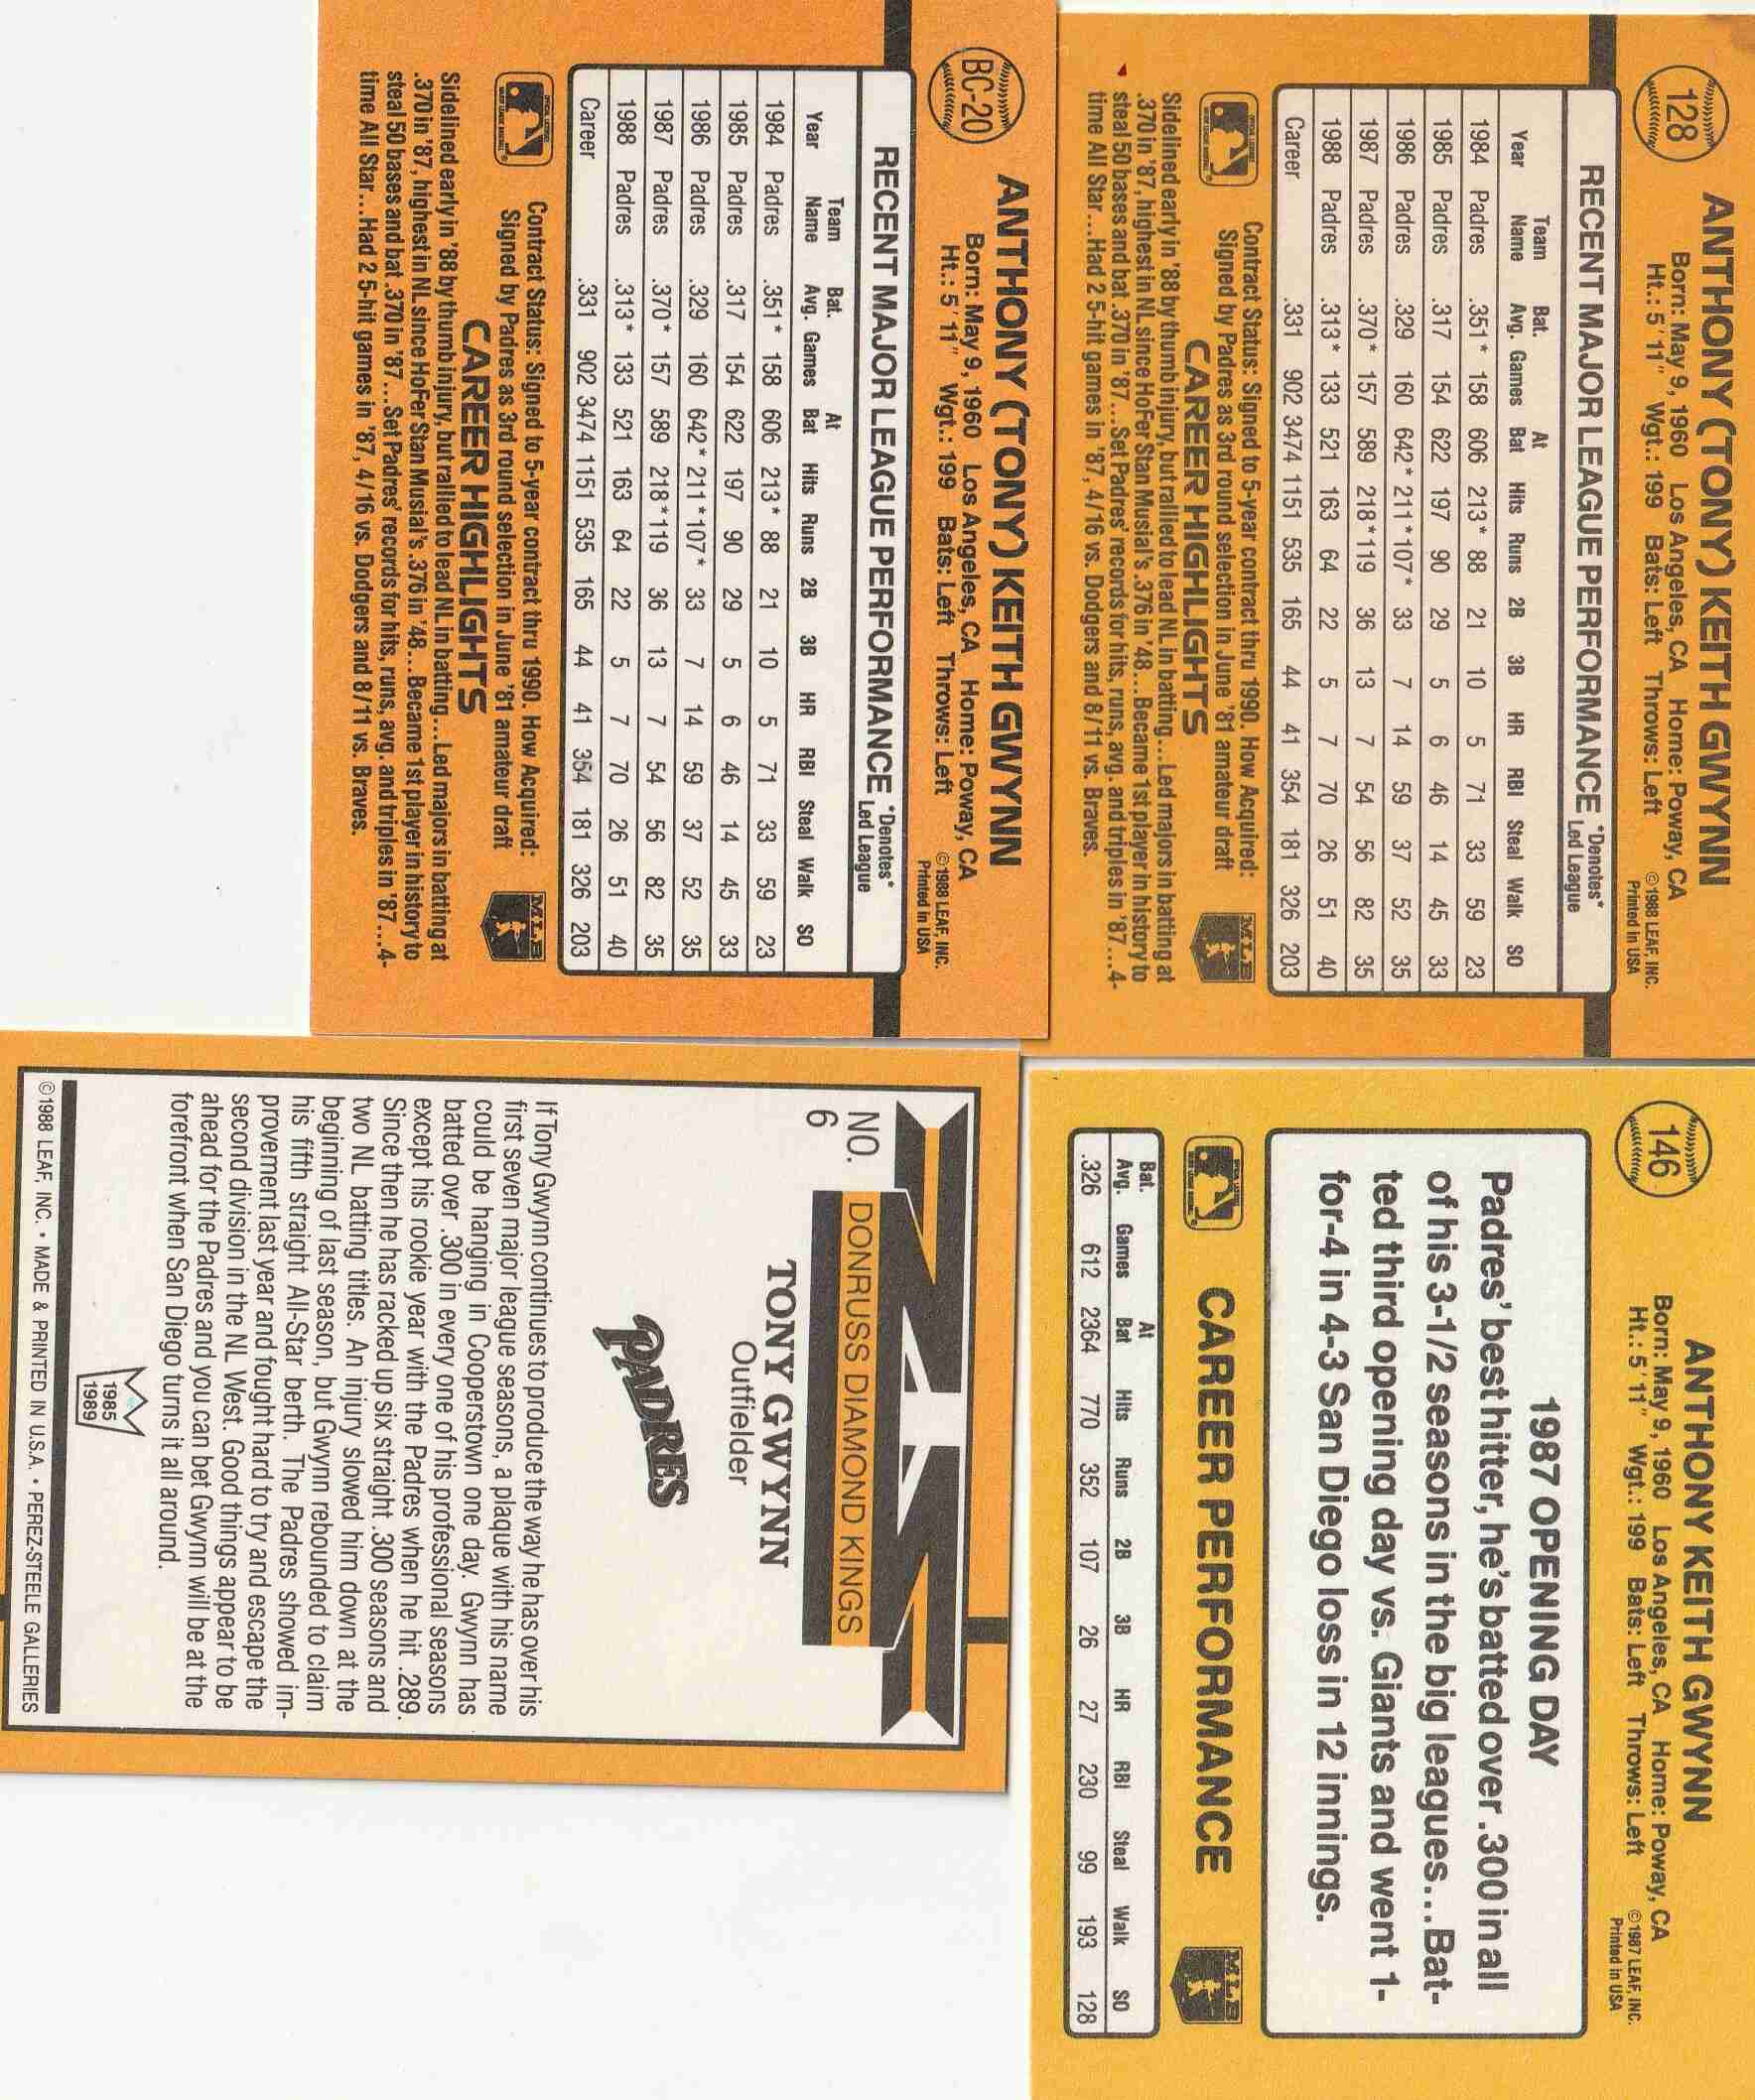 128
ANTHONY (TONY) KEITH GWYNN
Born: May 9, 1960 Los Angeles, CA Home: Poway, CA
Ht.: 5'11" Wgt.: 199 Bats: Left Throws: Left
©1988 LEAF, INC.
Printed in USA
RECENT MAJOR LEAGUE PERFORMANCE *Denotes* Led League
Year Team Name Bat. Avg. Games At Bat Hits Runs 2B 3B HR RBI Steal Walk SO
1984 Padres .351* 158 606 213* 88 21 10 5 71 33 59 23
1985 Padres .317 154 622 197 90 29 5 6 46 14 45 33
1986 Padres .329 160 642* 211* 107* 33 7 14 59 37 52 35
1987 Padres .370* 157 589 218* 119 36 13 7 54 56 82 35
1988 Padres .313* 133 521 163 64 22 5 7 70 26 51 40
Career .331 902 3474 1151 535 165 44 41 354 181 326 203
Contract Status: Signed to 5-year contract thru 1990. How Acquired:
Signed by Padres as 3rd round selection in June '81 amateur draft
MLB
CAREER HIGHLIGHTS
Sidelined early in '88 by thumb injury, but rallied to lead NL in batting...Led majors in batting at
.370 in '87, highest in NL since HoFer Stan Musial's .376 in '48...Became 1st player in history to
steal 50 bases and bat .370 in '87...Set Padres' records for hits, runs, avg. and triples in '87...4-
time All Star...Had 2 5-hit games in '87, 4/16 vs. Dodgers and 8/11 vs. Braves.
BC-20
ANTHONY (TONY) KEITH GWYNN
Born: May 9, 1960 Los Angeles, CA Home: Poway, CA
Ht.: 5'11" Wgt.: 199 Bats: Left Throws: Left
©1988 LEAF, INC.
Printed in USA
RECENT MAJOR LEAGUE PERFORMANCE *Denotes* Led League
Year Team Name Bat. Avg. Games At Bat Hits Runs 2B 3B HR RBI Steal Walk SO
1984 Padres .351* 158 606 213* 88 21 10 5 71 33 59 23
1985 Padres .317 154 622 197 90 29 5 6 46 14 45 33
1986 Padres .329 160 642* 211* 107* 33 7 14 59 37 52 35
1987 Padres .370* 157 589 218* 119 36 13 7 54 56 82 35
1988 Padres .313* 133 521 163 64 22 5 7 70 26 51 40
Career .331 902 3474 1151 535 165 44 41 354 181 326 203
Contract Status: Signed to 5-year contract thru 1990. How Acquired:
Signed by Padres as 3rd round selection in June '81 amateur draft
MLB
CAREER HIGHLIGHTS
Sidelined early in '88 by thumb injury, but rallied to lead NL in batting...Led majors in batting at
.370 in '87, highest in NL since HoFer Stan Musial's .376 in '48...Became 1st player in history to
steal 50 bases and bat .370 in '87...Set Padres' records for hits, runs, avg. and triples in '87...4-
time All Star...Had 2 5-hit games in '87, 4/16 vs. Dodgers and 8/11 vs. Braves.
146
ANTHONY KEITH GWYNN
Born: May 9, 1960 Los Angeles, CA Home: Poway, CA
Ht.: 5'11" Wgt.: 199 Bats: Left Throws: Left
©1987 LEAF, INC.
Printed in USA
1987 OPENING DAY
Padres' best hitter, he's batted over .300 in all
of his 3-1/2 seasons in the big leagues...Bat-
ted third opening day vs. Giants and went 1-
for-4 in 4-3 San Diego loss in 12 innings.
CAREER PERFORMANCE
MLB
Bat. Avg. Games At Bat Hits Runs 2B 3B HR RBI Steal Walk SO
.326 612 2364 770 352 107 26 27 230 99 193 128
NO.
6
DONRUSS DIAMOND KINGS
TONY GWYNN
Outfielder
PADRES
If Tony Gwynn continues to produce the way he has over his
first seven major league seasons, a plaque with his name
could be hanging in Cooperstown one day. Gwynn has
batted over .300 in every one of his professional seasons
except his rookie year with the Padres when he hit .289.
Since then he has racked up six straight .300 seasons and
two NL batting titles. An injury slowed him down at the
beginning of last season, but Gwynn rebounded to claim
his fifth straight All-Star berth. The Padres showed im-
provement last year and fought hard to try and escape the
second division in the NL West. Good things appear to be
ahead for the Padres and you can bet Gwynn will be at the
forefront when San Diego turns it all around.
1985
1989
©1988 LEAF, INC. • MADE & PRINTED IN U.S.A. • PEREZ-STEELE GALLERIES